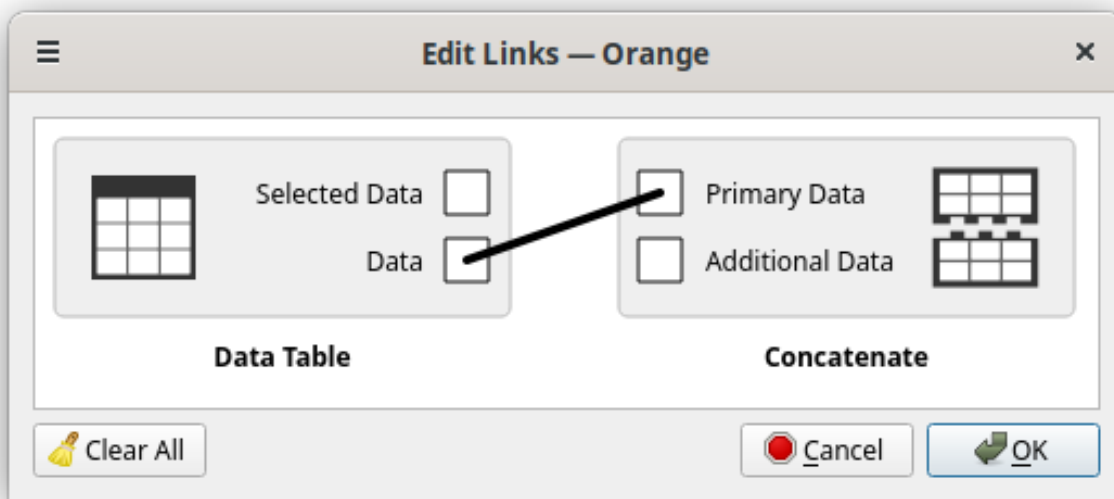 Edit Links — Orange
Selected Data
Data
Primary Data
Additional Data
Data Table
Concatenate
Clear All
Cancel
OK